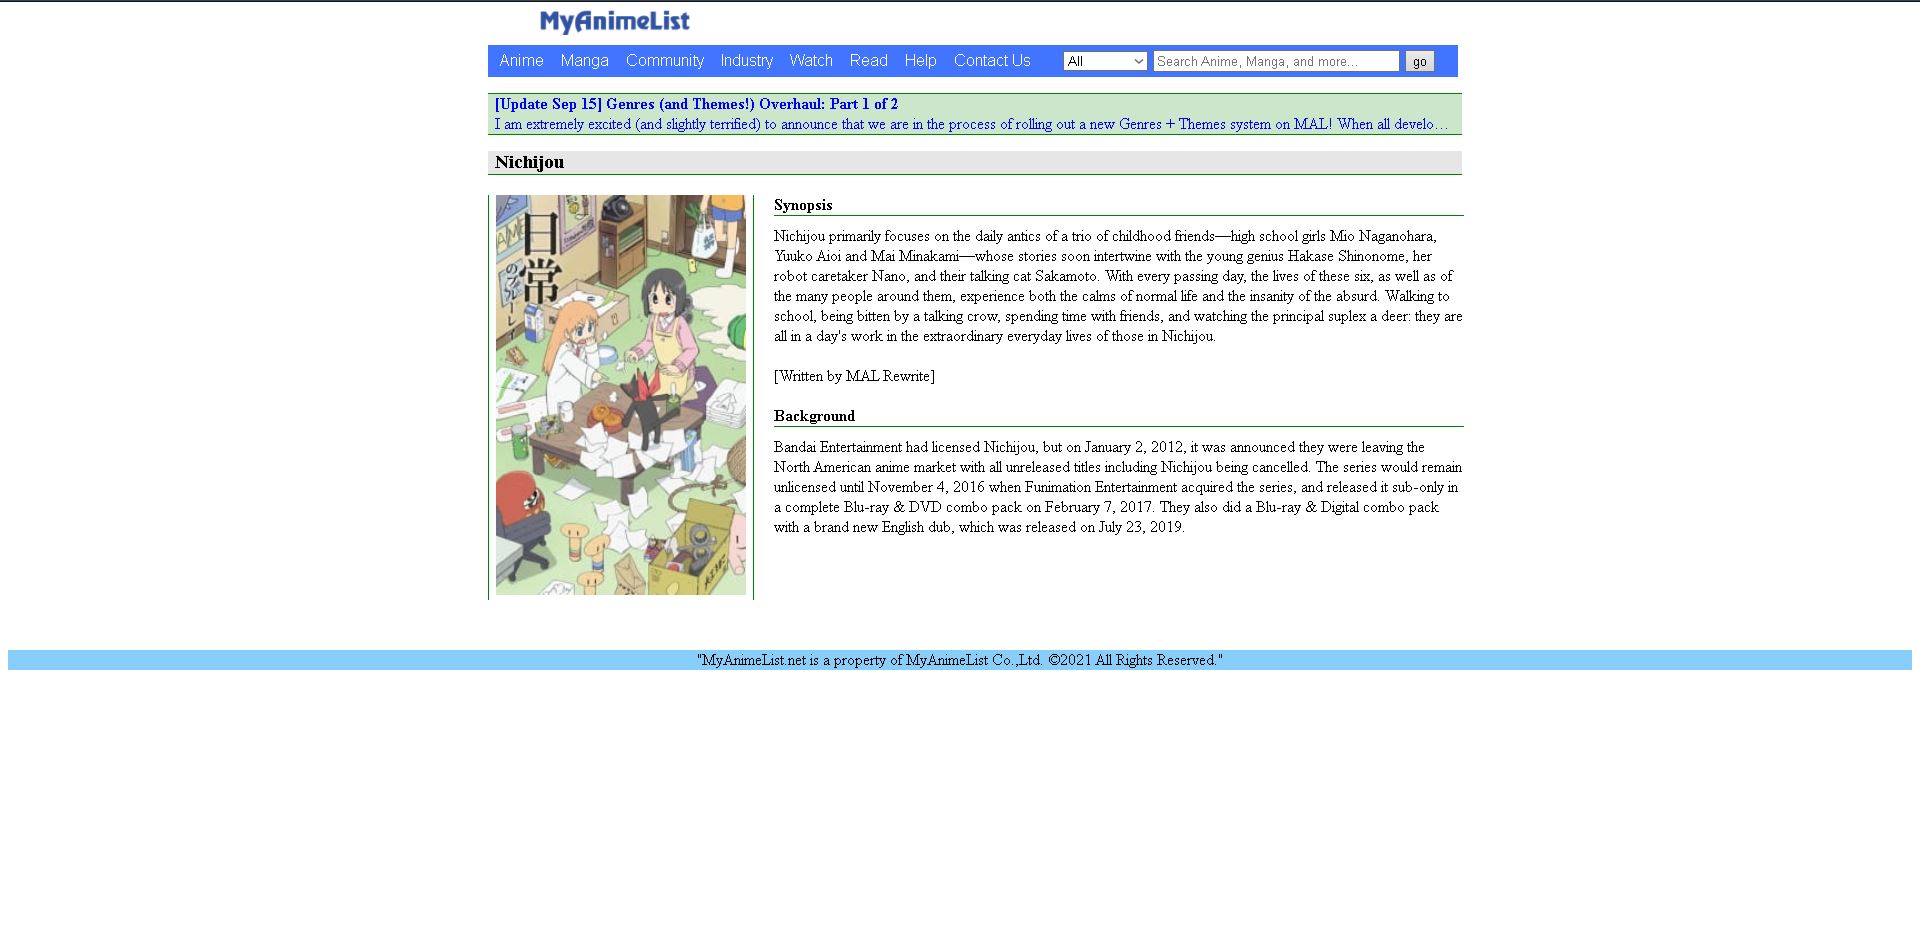 MyAnimeList
Anime Manga Community Industry Watch Read Help Contact Us All Search Anime, Manga, and more... go
[Update Sep 15] Genres (and Themes!) Overhaul: Part 1 of 2
I am extremely excited (and slightly terrified) to announce that we are in the process of rolling out a new Genres + Themes system on MAL! When all develo...
Nichijou
日常
のアルバム
Synopsis
Nichijou primarily focuses on the daily antics of a trio of childhood friends—high school girls Mio Naganohara,
Yuuko Aioi and Mai Minakami—whose stories soon intertwine with the young genius Hakase Shinonome, her
robot caretaker Nano, and their talking cat Sakamoto. With every passing day, the lives of these six, as well as of
the many people around them, experience both the calms of normal life and the insanity of the absurd. Walking to
school, being bitten by a talking crow, spending time with friends, and watching the principal suplex a deer: they are
all in a day's work in the extraordinary everyday lives of those in Nichijou.
[Written by MAL Rewrite]
Background
Bandai Entertainment had licensed Nichijou, but on January 2, 2012, it was announced they were leaving the
North American anime market with all unreleased titles including Nichijou being cancelled. The series would remain
unlicensed until November 4, 2016 when Funimation Entertainment acquired the series, and released it sub-only in
a complete Blu-ray & DVD combo pack on February 7, 2017. They also did a Blu-ray & Digital combo pack
with a brand new English dub, which was released on July 23, 2019.
"MyAnimeList.net is a property of MyAnimeList Co.,Ltd. ©2021 All Rights Reserved."